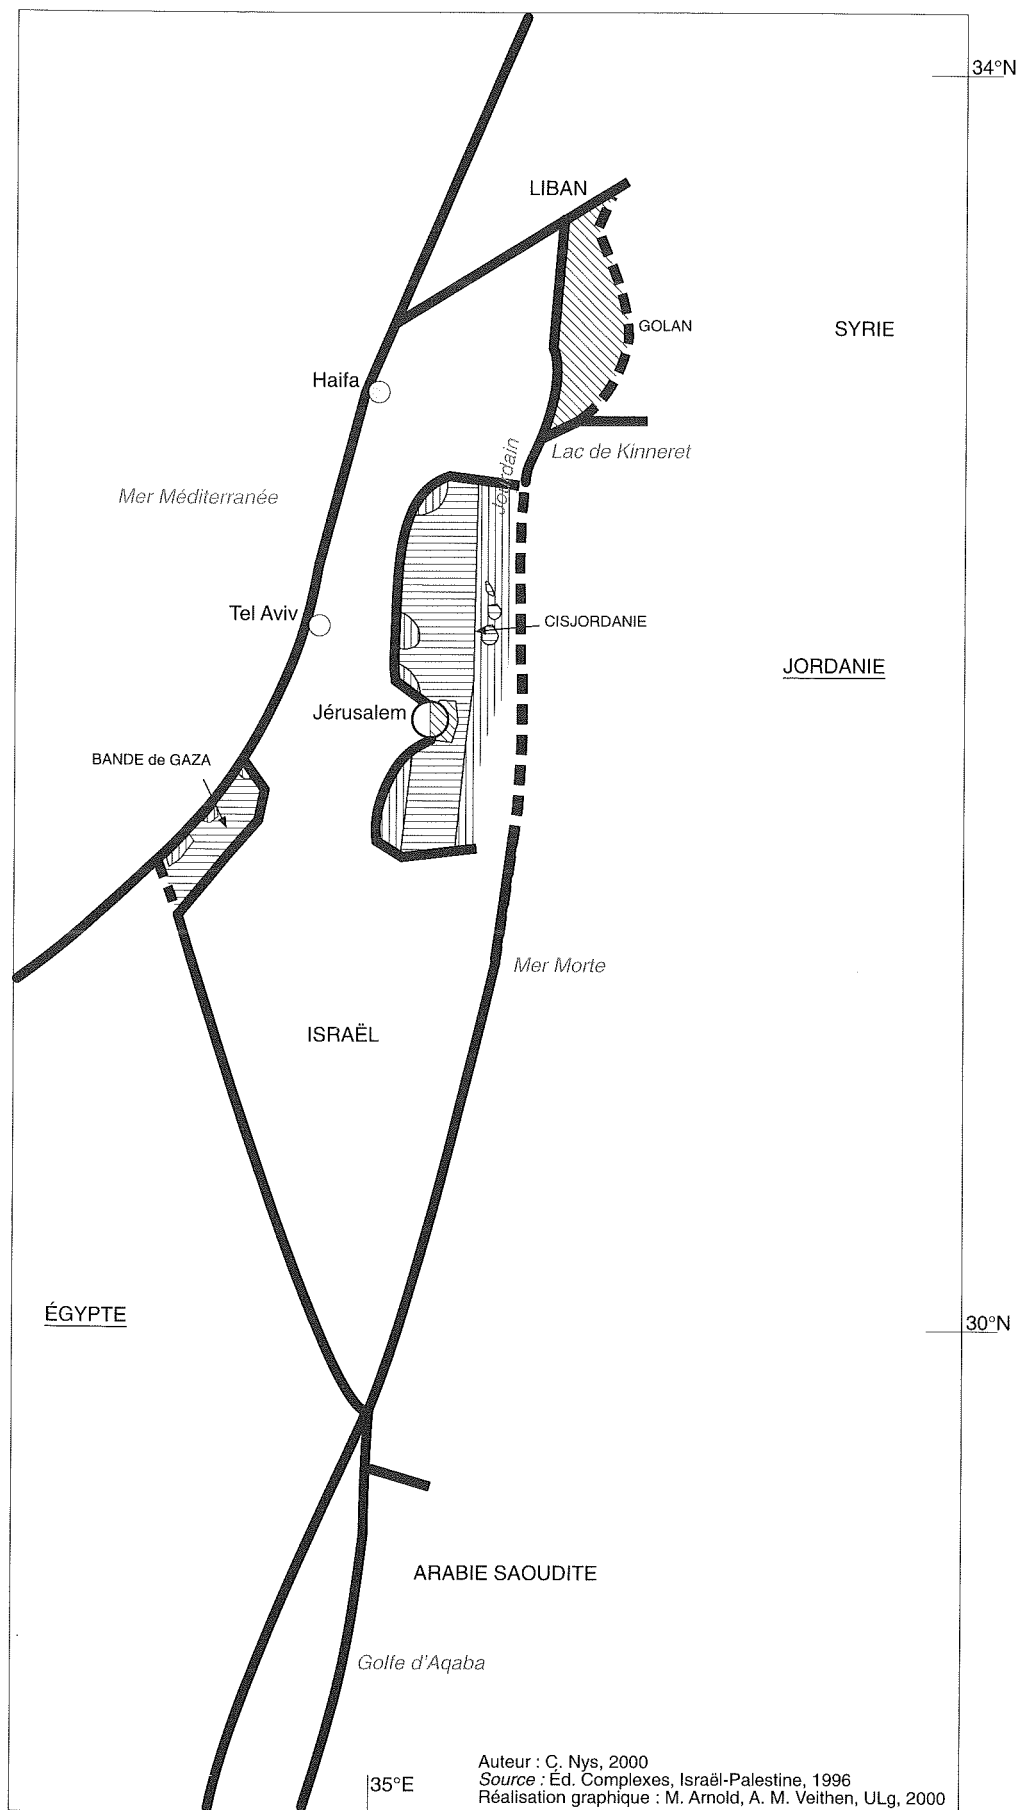 34°N
LIBAN
GOLAN
SYRIE
Haifa
Lac de Kinneret
Jourdain
Mer Méditerranée
Tel Aviv
CISJORDANIE
JORDANIE
Jérusalem
BANDE de GAZA
Mer Morte
ISRAËL
ÉGYPTE
30°N
ARABIE SAOUDITE
Golfe d'Aqaba
35°E
Auteur : C. Nys, 2000
Source : Éd. Complexes, Israël-Palestine, 1996
Réalisation graphique : M. Arnold, A. M. Veithen, ULg, 2000